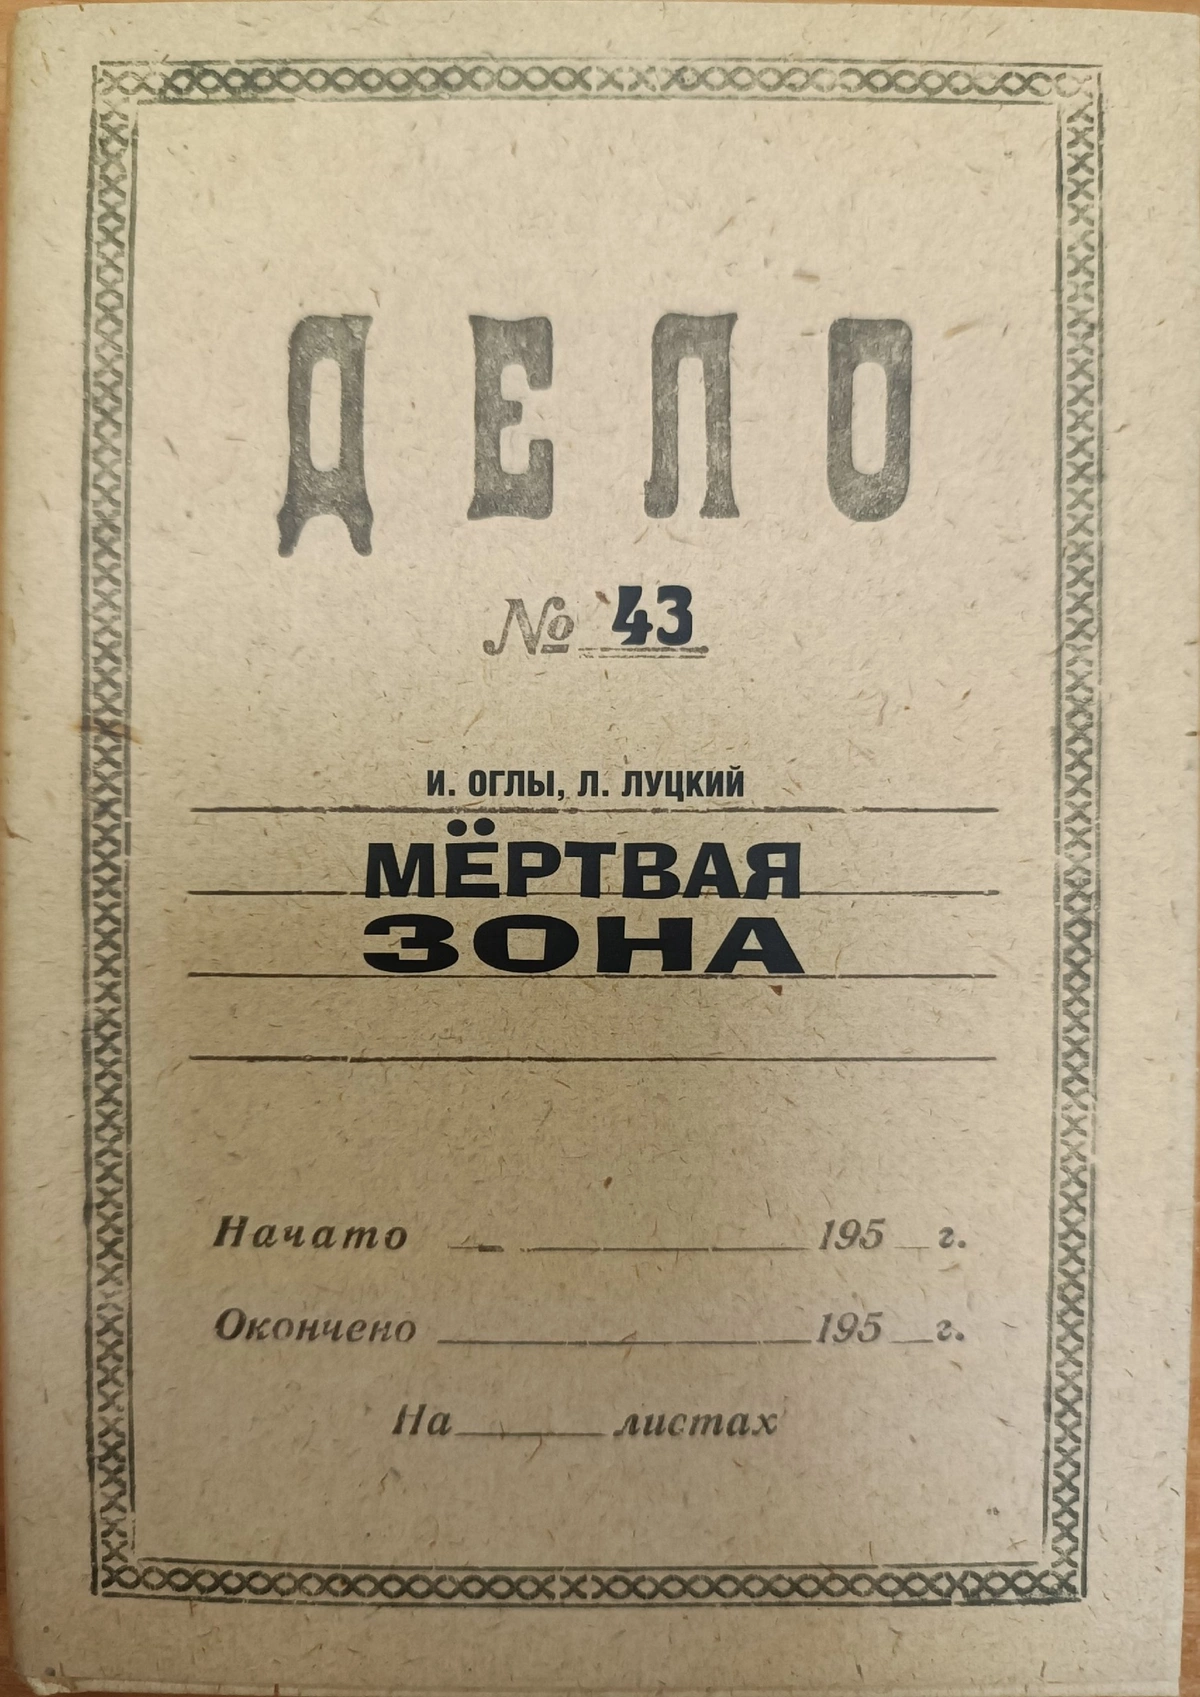 ДЕЛО
№ 43
И. ОГЛЫ, Л. ЛУЦКИЙ
МЁРТВАЯ
ЗОНА
Начато 195 г.
Окончено 195 г.
На листах